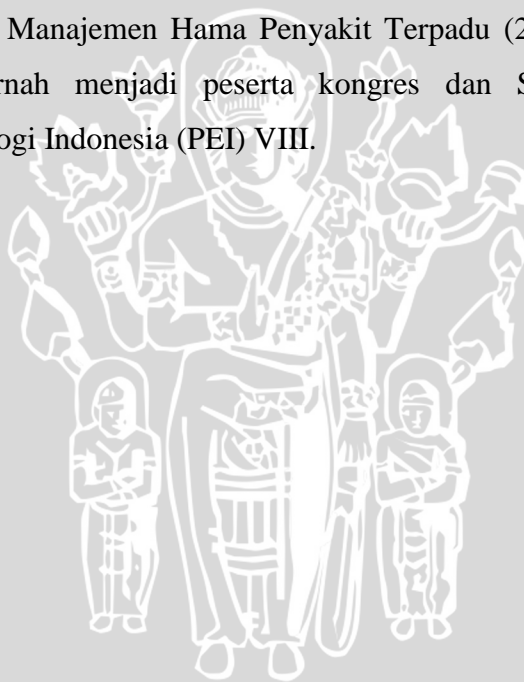 Manajemen Hama Penyakit Terpadu (2
rnah menjadi peserta kongres dan S
ogi Indonesia (PEI) VIII.